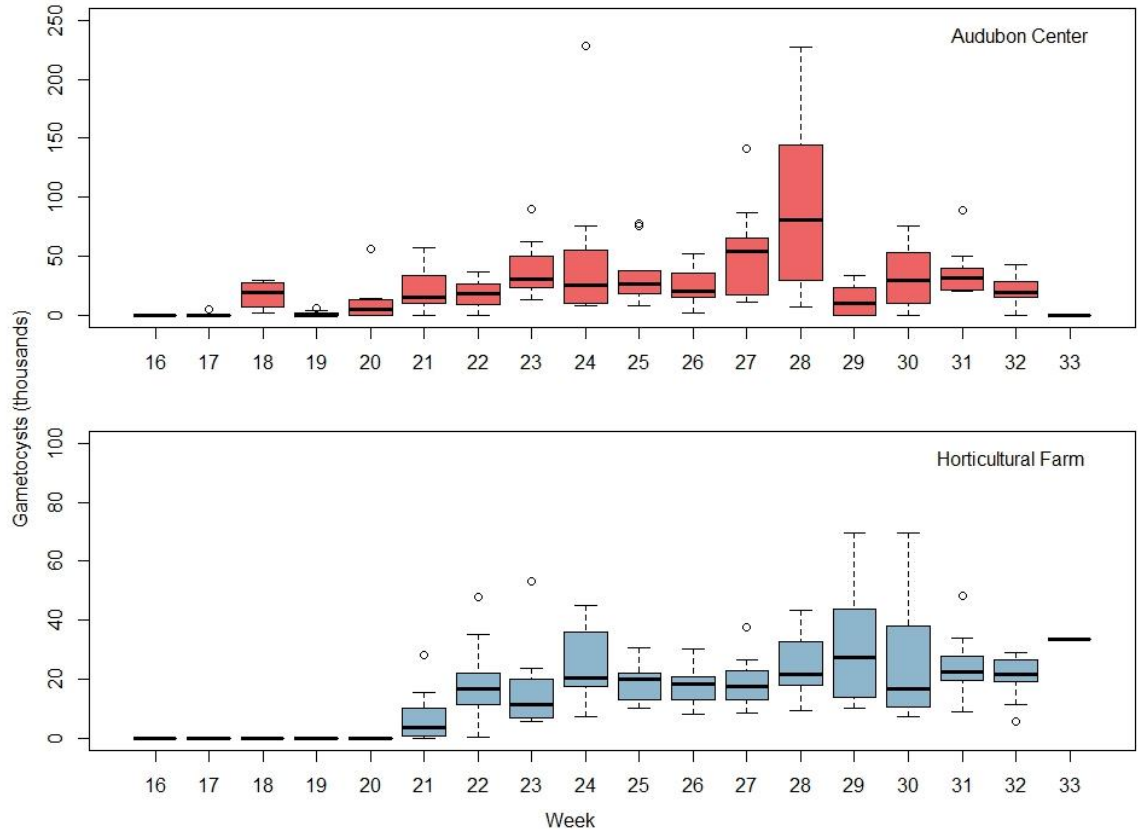 Gametocysts (thousands)
250
200
150
100
50
0
Audubon Center
16 17 18 19 20 21 22 23 24 25 26 27 28 29 30 31 32 33
100
80
60
40
20
0
Horticultural Farm
16 17 18 19 20 21 22 23 24 25 26 27 28 29 30 31 32 33
Week